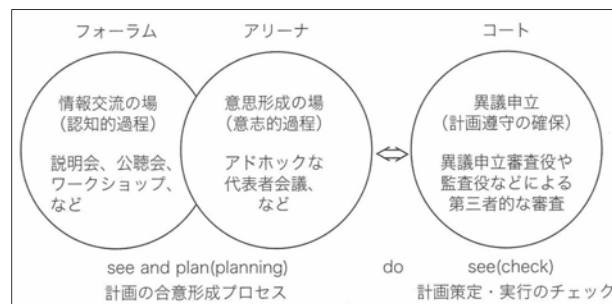 フォーラム
アリーナ
コート
情報交流の場
(認知的過程)
説明会、公聴会、
ワークショップ、
など
意思形成の場
(意志的過程)
アドホックな
代表者会議、
など
異議申立
(計画遵守の確保)
異議申立審査役や
監査役などによる
第三者的な審査
see and plan(planning)
do
see(check)
計画の合意形成プロセス
計画策定・実行のチェック